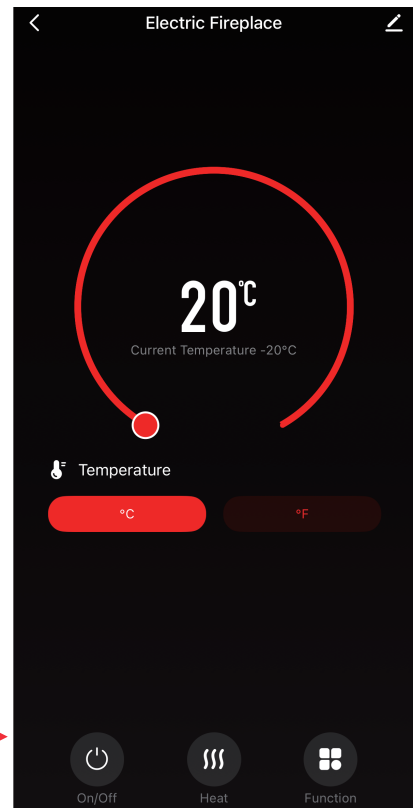 Electric Fireplace
20°C
Current Temperature -20°C
Temperature
°C °F
On/Off Heat Function